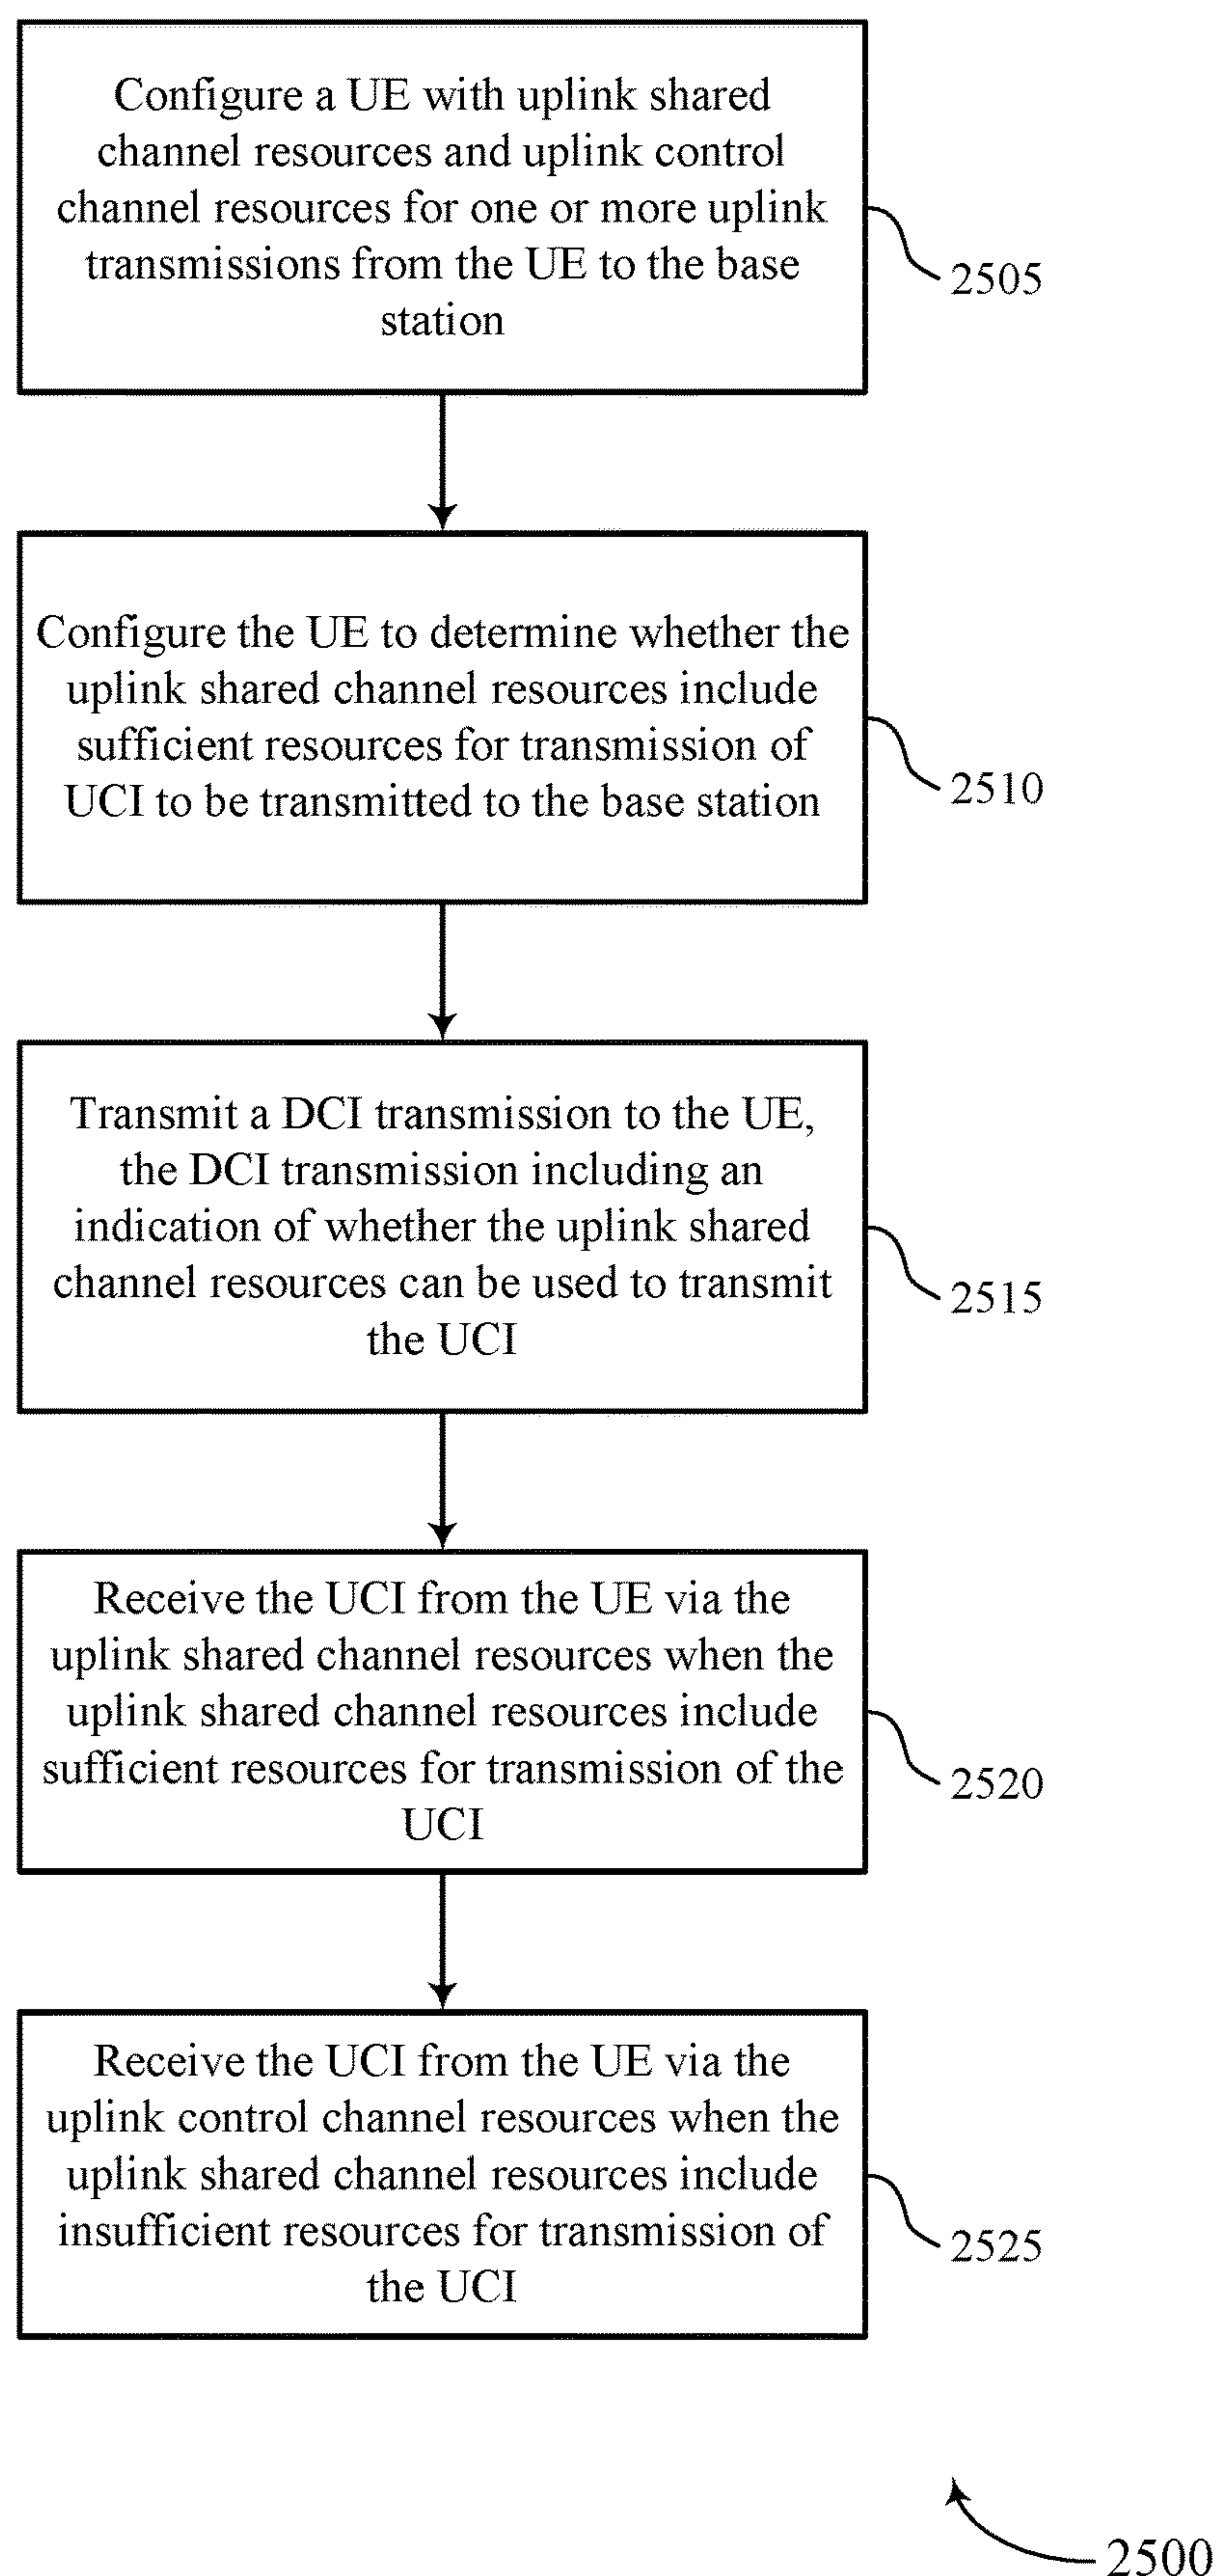 Configure a UE with uplink shared
channel resources and uplink control
channel resources for one or more uplink
transmissions from the UE to the base
station
2505
Configure the UE to determine whether the
uplink shared channel resources include
sufficient resources for transmission of
UCI to be transmitted to the base station
2510
Transmit a DCI transmission to the UE,
the DCI transmission including an
indication of whether the uplink shared
channel resources can be used to transmit
the UCI
2515
Receive the UCI from the UE via the
uplink shared channel resources when the
uplink shared channel resources include
sufficient resources for transmission of the
UCI
2520
Receive the UCI from the UE via the
uplink control channel resources when the
uplink shared channel resources include
insufficient resources for transmission of
the UCI
2525
2500